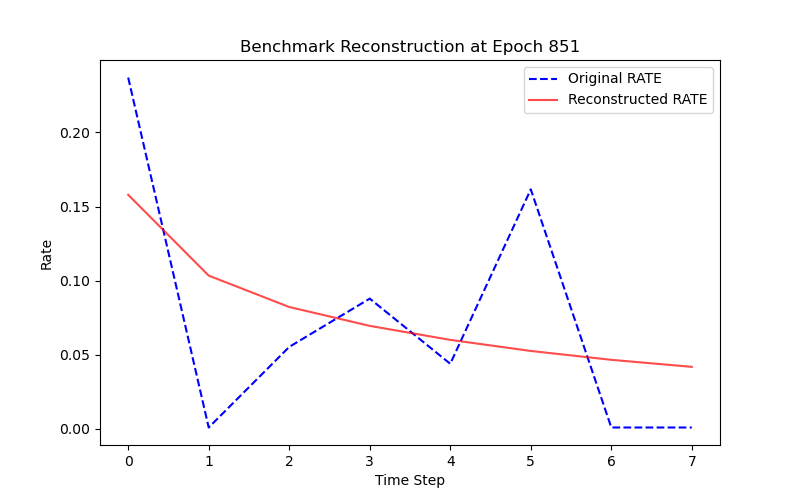 Benchmark Reconstruction at Epoch 851
Original RATE
Reconstructed RATE
Rate
0.20
0.15
0.10
0.05
0.00
0 1 2 3 4 5 6 7
Time Step